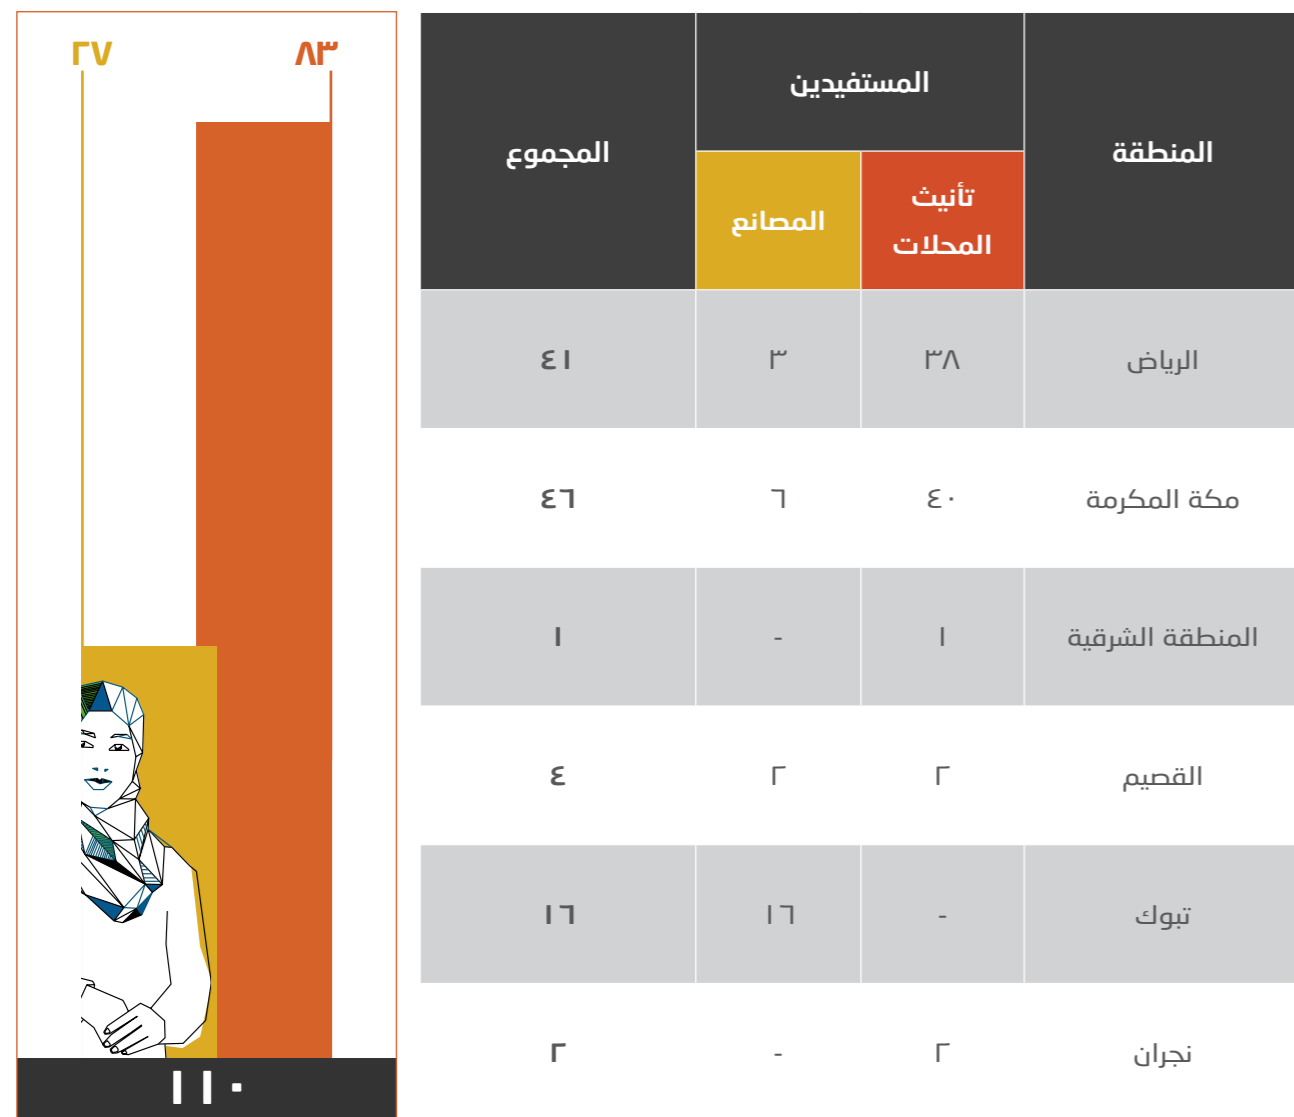 المنطقة
المستفيدين
المجموع
تأنيث
المحلات
المصانع
الرياض ٣٨ ٣ ٤١
مكة المكرمة ٤٠ ٦ ٤٦
المنطقة الشرقية ١ - ١
القصيم ٢ ٢ ٤
تبوك - ١٦ ١٦
نجران ٢ - ٢
٨٣
٢٧
١١٠